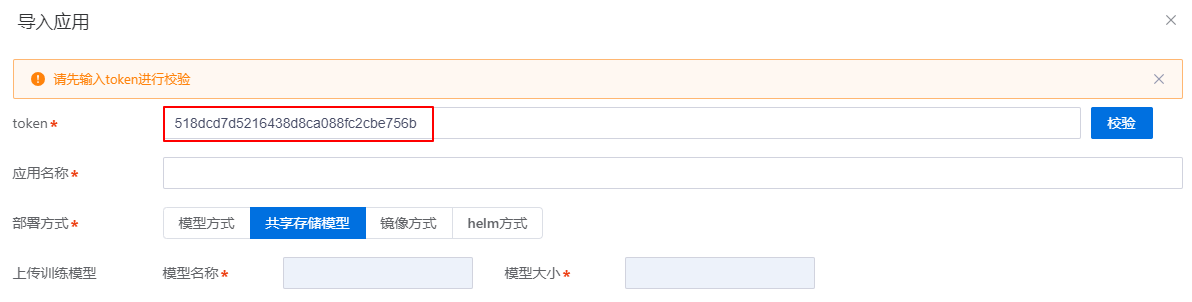 导入应用
请先输入token进行校验
token* 518dcd7d5216438d8ca088fc2cbe756b 校验
应用名称*
部署方式* 模型方式 共享存储模型 镜像方式 helm方式
上传训练模型 模型名称* 模型大小*